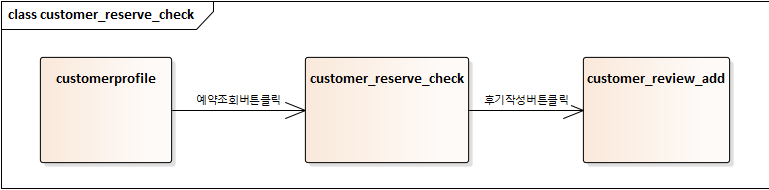 class customer_reserve_check
customerprofile
예약조회버튼클릭
customer_reserve_check
후기작성버튼클릭
customer_review_add